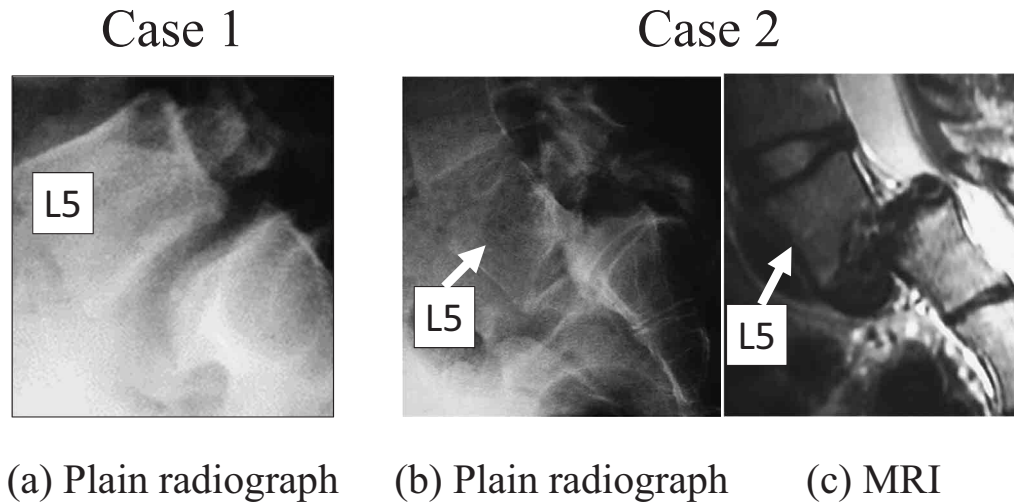 Case 1
Case 2
L5
L5
L5
(a) Plain radiograph
(b) Plain radiograph
(c) MRI